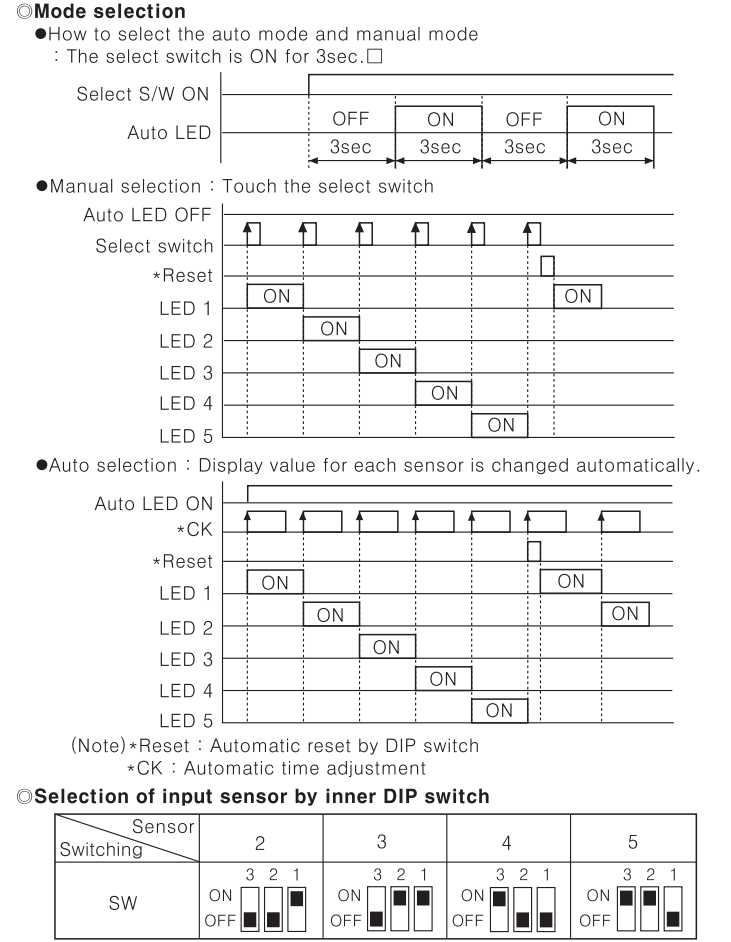 ◎Mode selection
●How to select the auto mode and manual mode
: The select switch is ON for 3sec.□
Select S/W ON
Auto LED
OFF ON OFF ON
3sec 3sec 3sec 3sec
●Manual selection : Touch the select switch
Auto LED OFF
Select switch
*Reset
LED 1 ON ON
LED 2 ON
LED 3 ON
LED 4 ON
LED 5 ON
●Auto selection : Display value for each sensor is changed automatically.
Auto LED ON
*CK
*Reset
LED 1 ON ON
LED 2 ON ON
LED 3 ON
LED 4 ON
LED 5 ON
(Note)*Reset : Automatic reset by DIP switch
*CK : Automatic time adjustment
◎Selection of input sensor by inner DIP switch
Sensor
Switching
2 3 4 5
SW
3 2 1 3 2 1 3 2 1 3 2 1
ON ON ON ON
OFF OFF OFF OFF